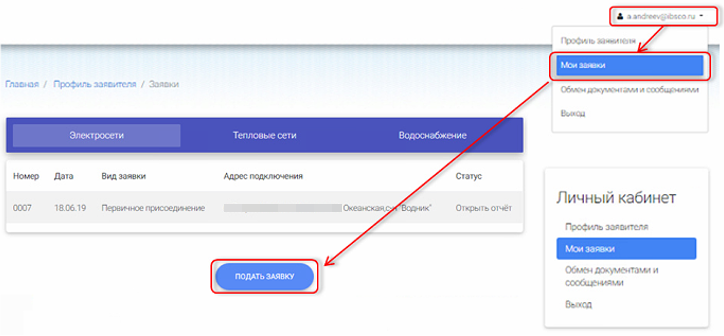 a.andreev@ibsco.ru
Профиль заявителя
Мои заявки
Обмен документами и сообщениями
Выход
Главная / Профиль заявителя / Заявки
Электросети Тепловые сети Водоснабжение
Номер Дата Вид заявки Адрес подключения Статус
0007 18.06.19 Первичное присоединение Океанская,сит "Водник" Открыть отчёт
ПОДАТЬ ЗАЯВКУ
Личный кабинет
Профиль заявителя
Мои заявки
Обмен документами и
сообщениями
Выход